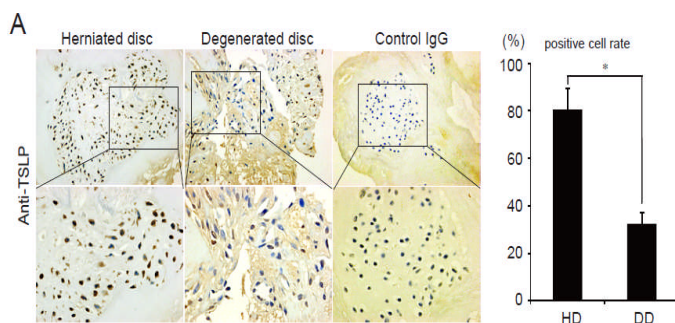 A
Herniated disc Degenerated disc Control IgG
Anti-TSLP
(%) positive cell rate
*
100
80
60
40
20
0
HD DD